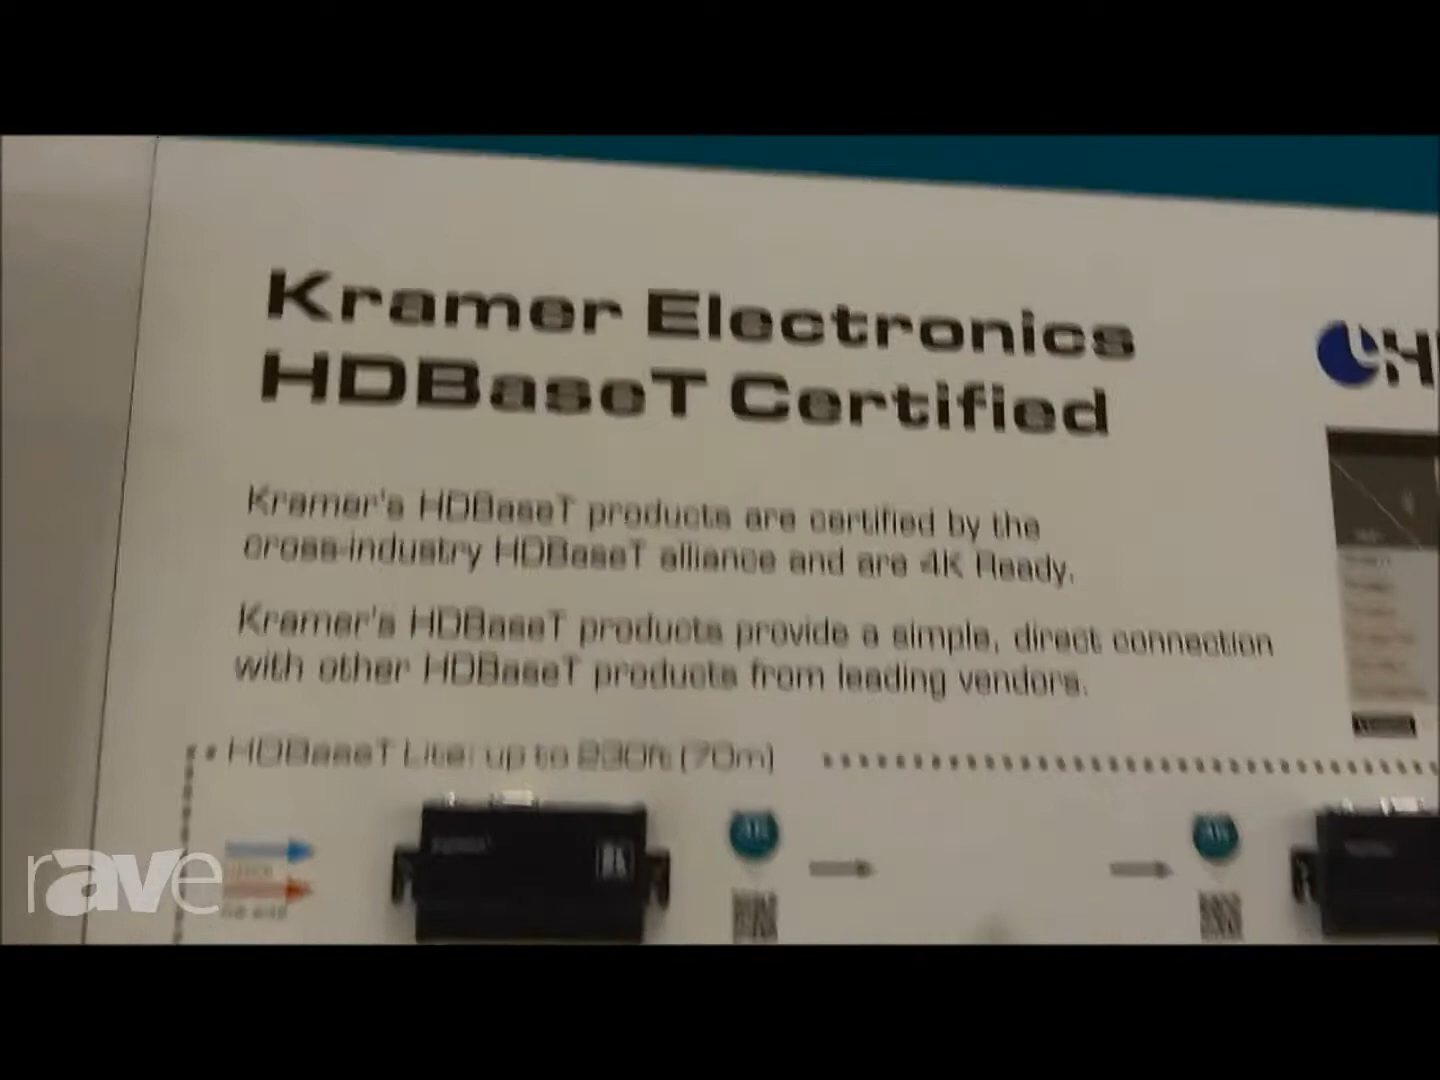 Kramer Electronics
HDBaseT Certified
H
Kramer's HDBaseT products are certified by the
cross-industry HDBaseT alliance and are 4K Ready.
Kramer's HDBaseT products provide a simple, direct connection
with other HDBaseT products from leading vendors.
HDBaseT Lite: up to 230ft (70m)
4K
4K
rave